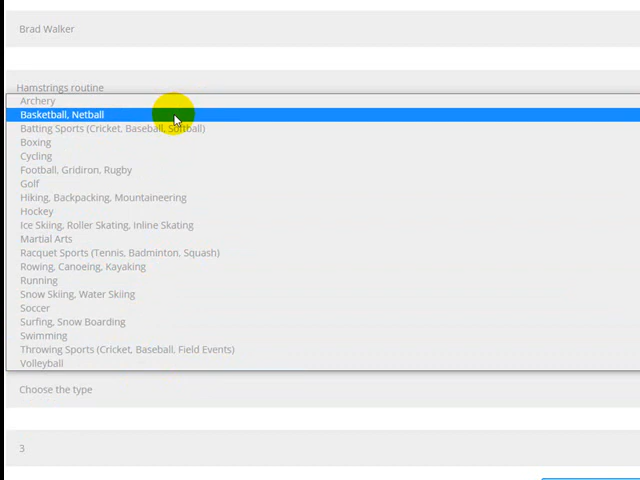 Brad Walker
Hamstrings routine
Archery
Basketball, Netball
Batting Sports (Cricket, Baseball, Softball)
Boxing
Cycling
Football, Gridiron, Rugby
Golf
Hiking, Backpacking, Mountaineering
Hockey
Ice Skiing, Roller Skating, Inline Skating
Martial Arts
Racquet Sports (Tennis, Badminton, Squash)
Rowing, Canoeing, Kayaking
Running
Snow Skiing, Water Skiing
Soccer
Surfing, Snow Boarding
Swimming
Throwing Sports (Cricket, Baseball, Field Events)
Volleyball
Choose the type
3